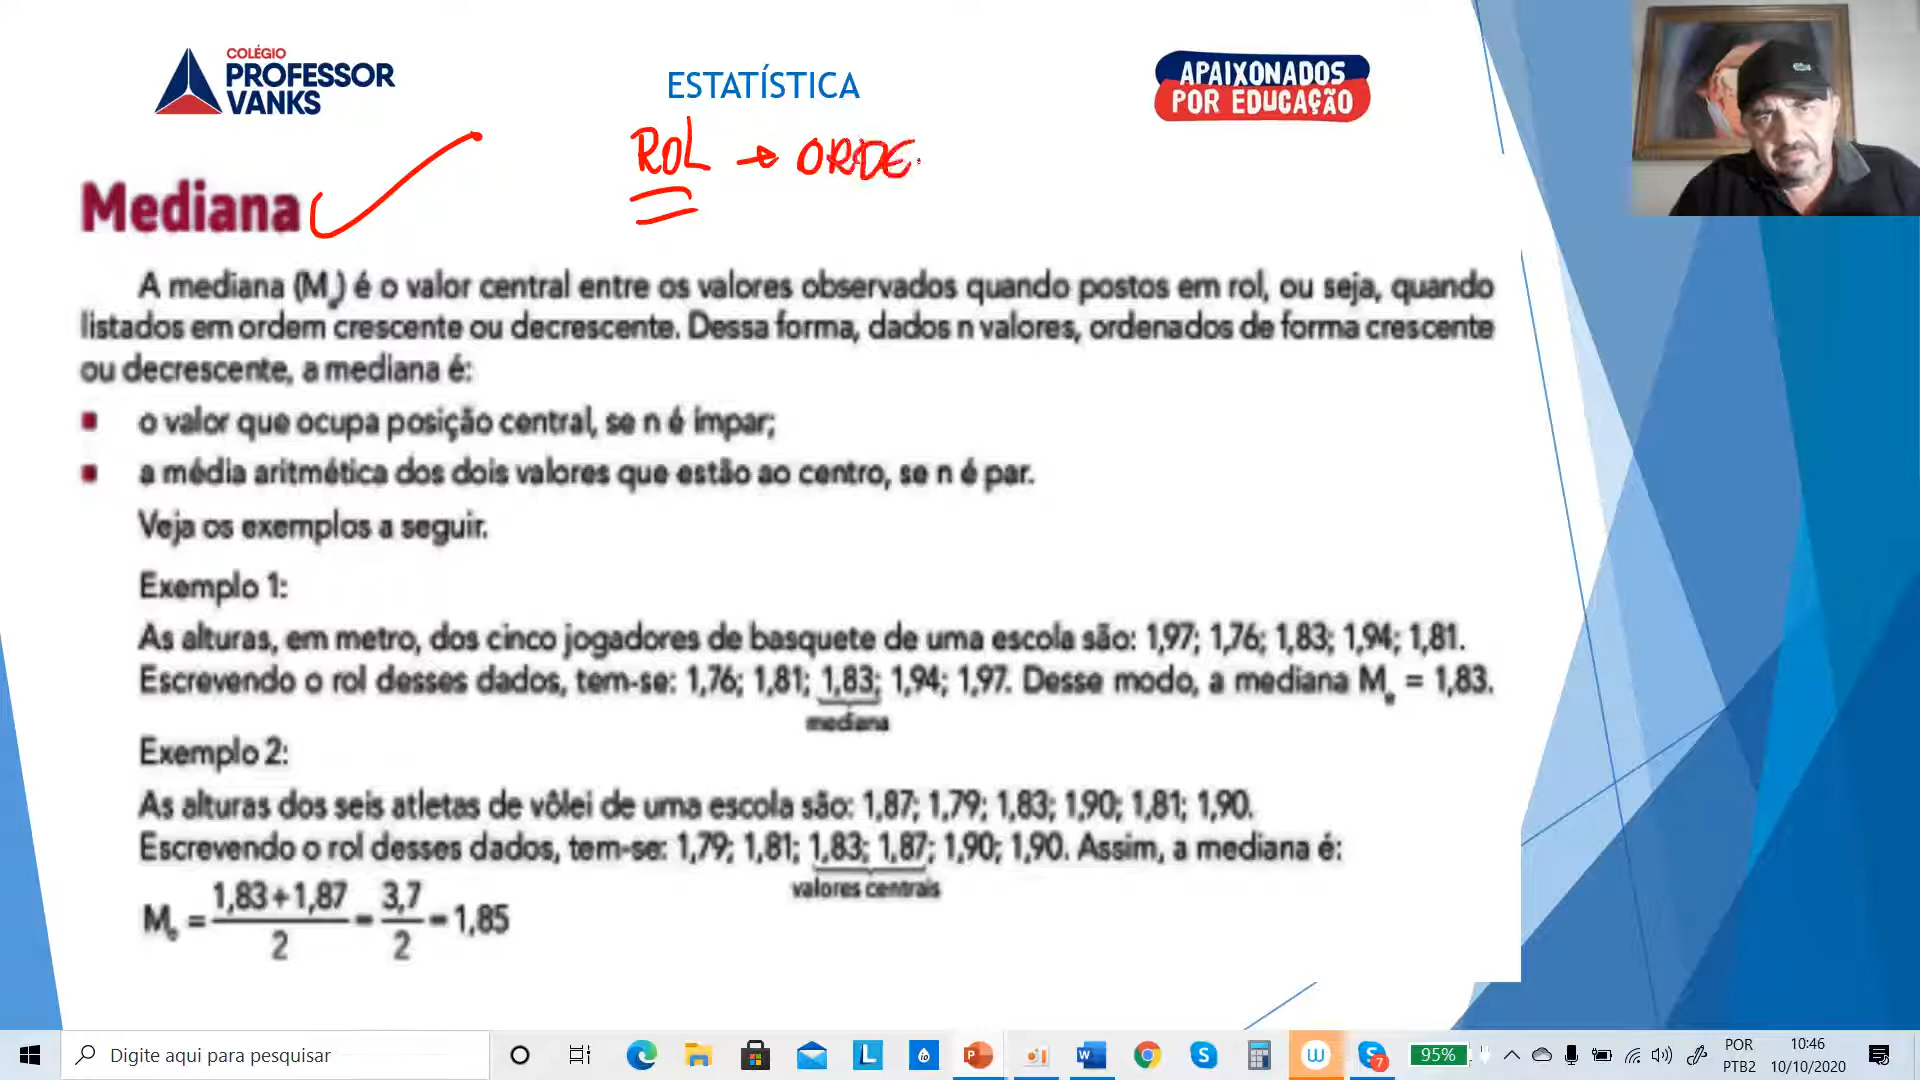 COLÉGIO
PROFESSOR
VANKS
ESTATÍSTICA
APAIXONADOS
POR EDUCAÇÃO
ROL → ORDE
Mediana
A mediana (Me) é o valor central entre os valores observados quando postos em rol, ou seja, quando
listados em ordem crescente ou decrescente. Dessa forma, dados n valores, ordenados de forma crescente
ou decrescente, a mediana é:
▪ o valor que ocupa posição central, se n é ímpar;
▪ a média aritmética dos dois valores que estão ao centro, se n é par.
Veja os exemplos a seguir.
Exemplo 1:
As alturas, em metro, dos cinco jogadores de basquete de uma escola são: 1,97; 1,76; 1,83; 1,94; 1,81.
Escrevendo o rol desses dados, tem-se: 1,76; 1,81; 1,83; 1,94; 1,97. Desse modo, a mediana Me = 1,83.
mediana
Exemplo 2:
As alturas dos seis atletas de vôlei de uma escola são: 1,87; 1,79; 1,83; 1,90; 1,81; 1,90.
Escrevendo o rol desses dados, tem-se: 1,79; 1,81; 1,83; 1,87; 1,90; 1,90. Assim, a mediana é:
valores centrais
Me = 1,83+1,87/2 = 3,7/2 = 1,85
Digite aqui para pesquisar
95%
POR
PTB2
10:46
10/10/2020
7